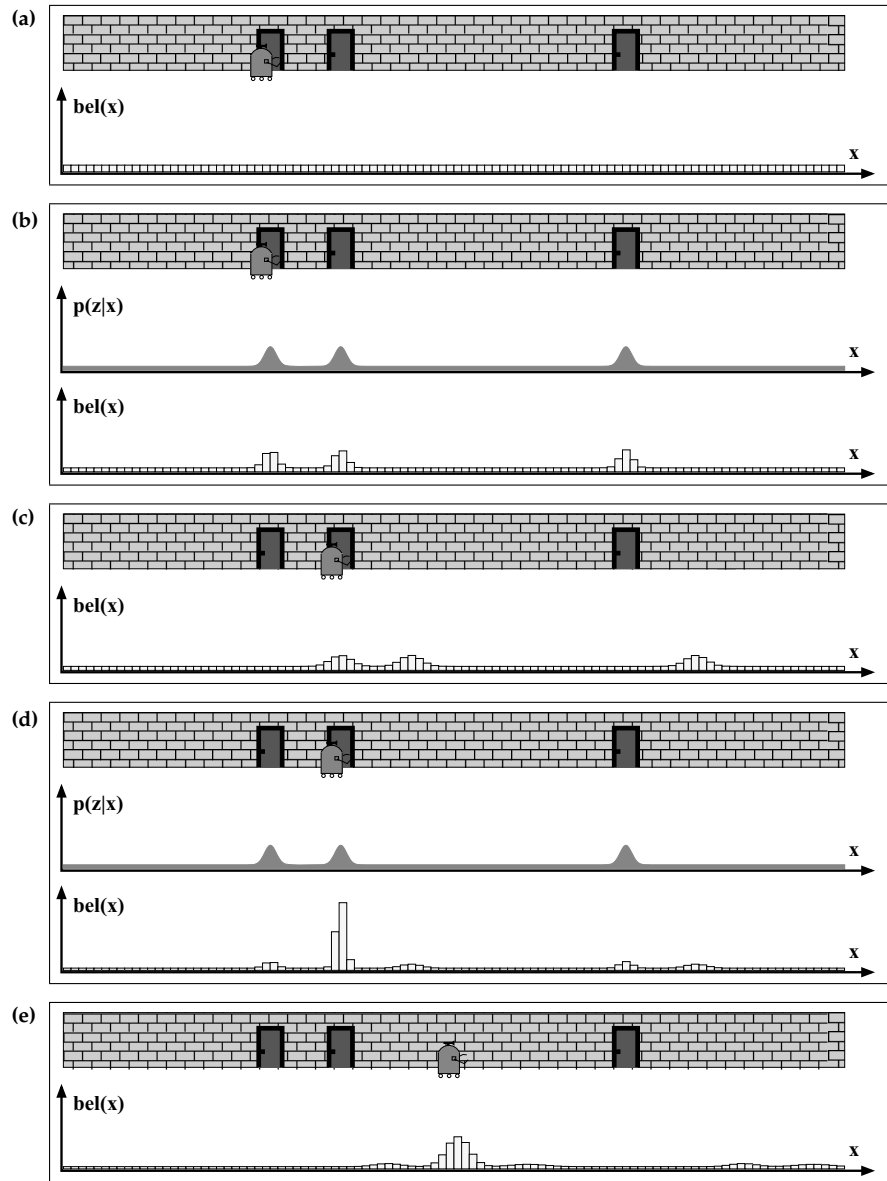 (a)
bel(x)
x
(b)
p(z|x)
x
bel(x)
x
(c)
bel(x)
x
(d)
p(z|x)
x
bel(x)
x
(e)
bel(x)
x